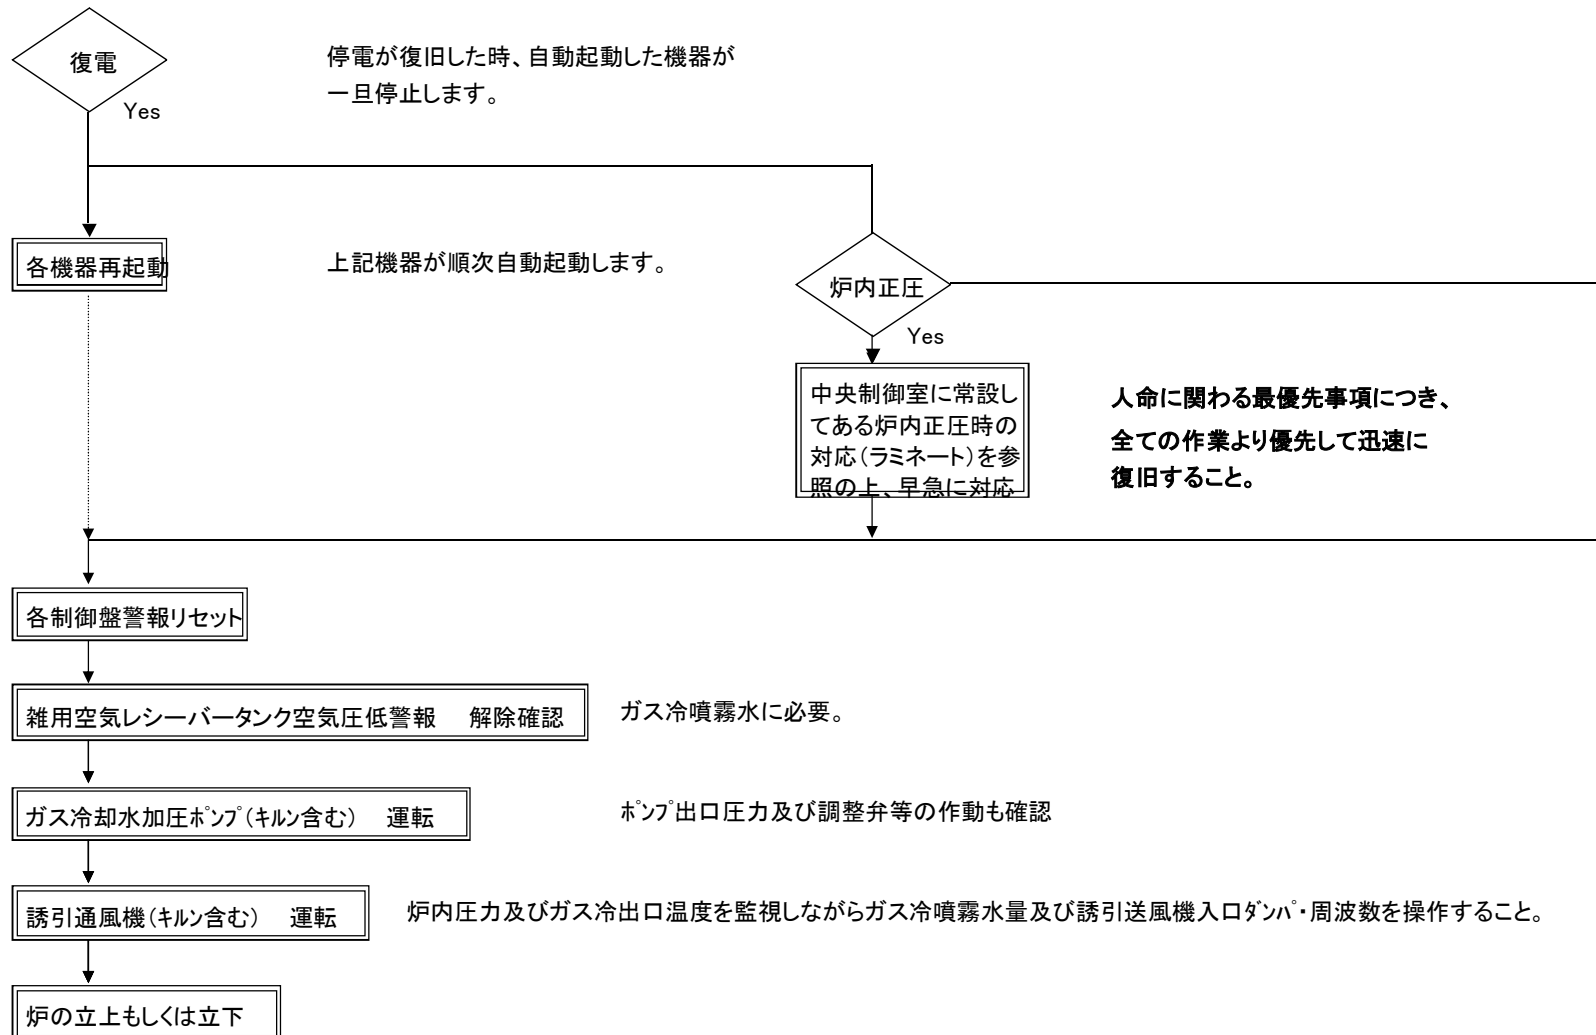 復電
停電が復旧した時、自動起動した機器が
一旦停止します。
Yes
各機器再起動
上記機器が順次自動起動します。
炉内正圧
Yes
中央制御室に常設し
てある炉内正圧時の
対応(ラミネート)を参
照の上、早急に対応
人命に関わる最優先事項につき、
全ての作業より優先して迅速に
復旧すること。
各制御盤警報リセット
雑用空気レシーバータンク空気圧低警報 解除確認
ガス冷噴霧水に必要。
ガス冷却水加圧ﾎﾟﾝﾌﾟ(ｷﾙﾝ含む) 運転
ﾎﾟﾝﾌﾟ出口圧力及び調整弁等の作動も確認
誘引通風機(ｷﾙﾝ含む) 運転
炉内圧力及びガス冷出口温度を監視しながらガス冷噴霧水量及び誘引送風機入口ﾀﾞﾝﾊﾟ・周波数を操作すること。
炉の立上もしくは立下